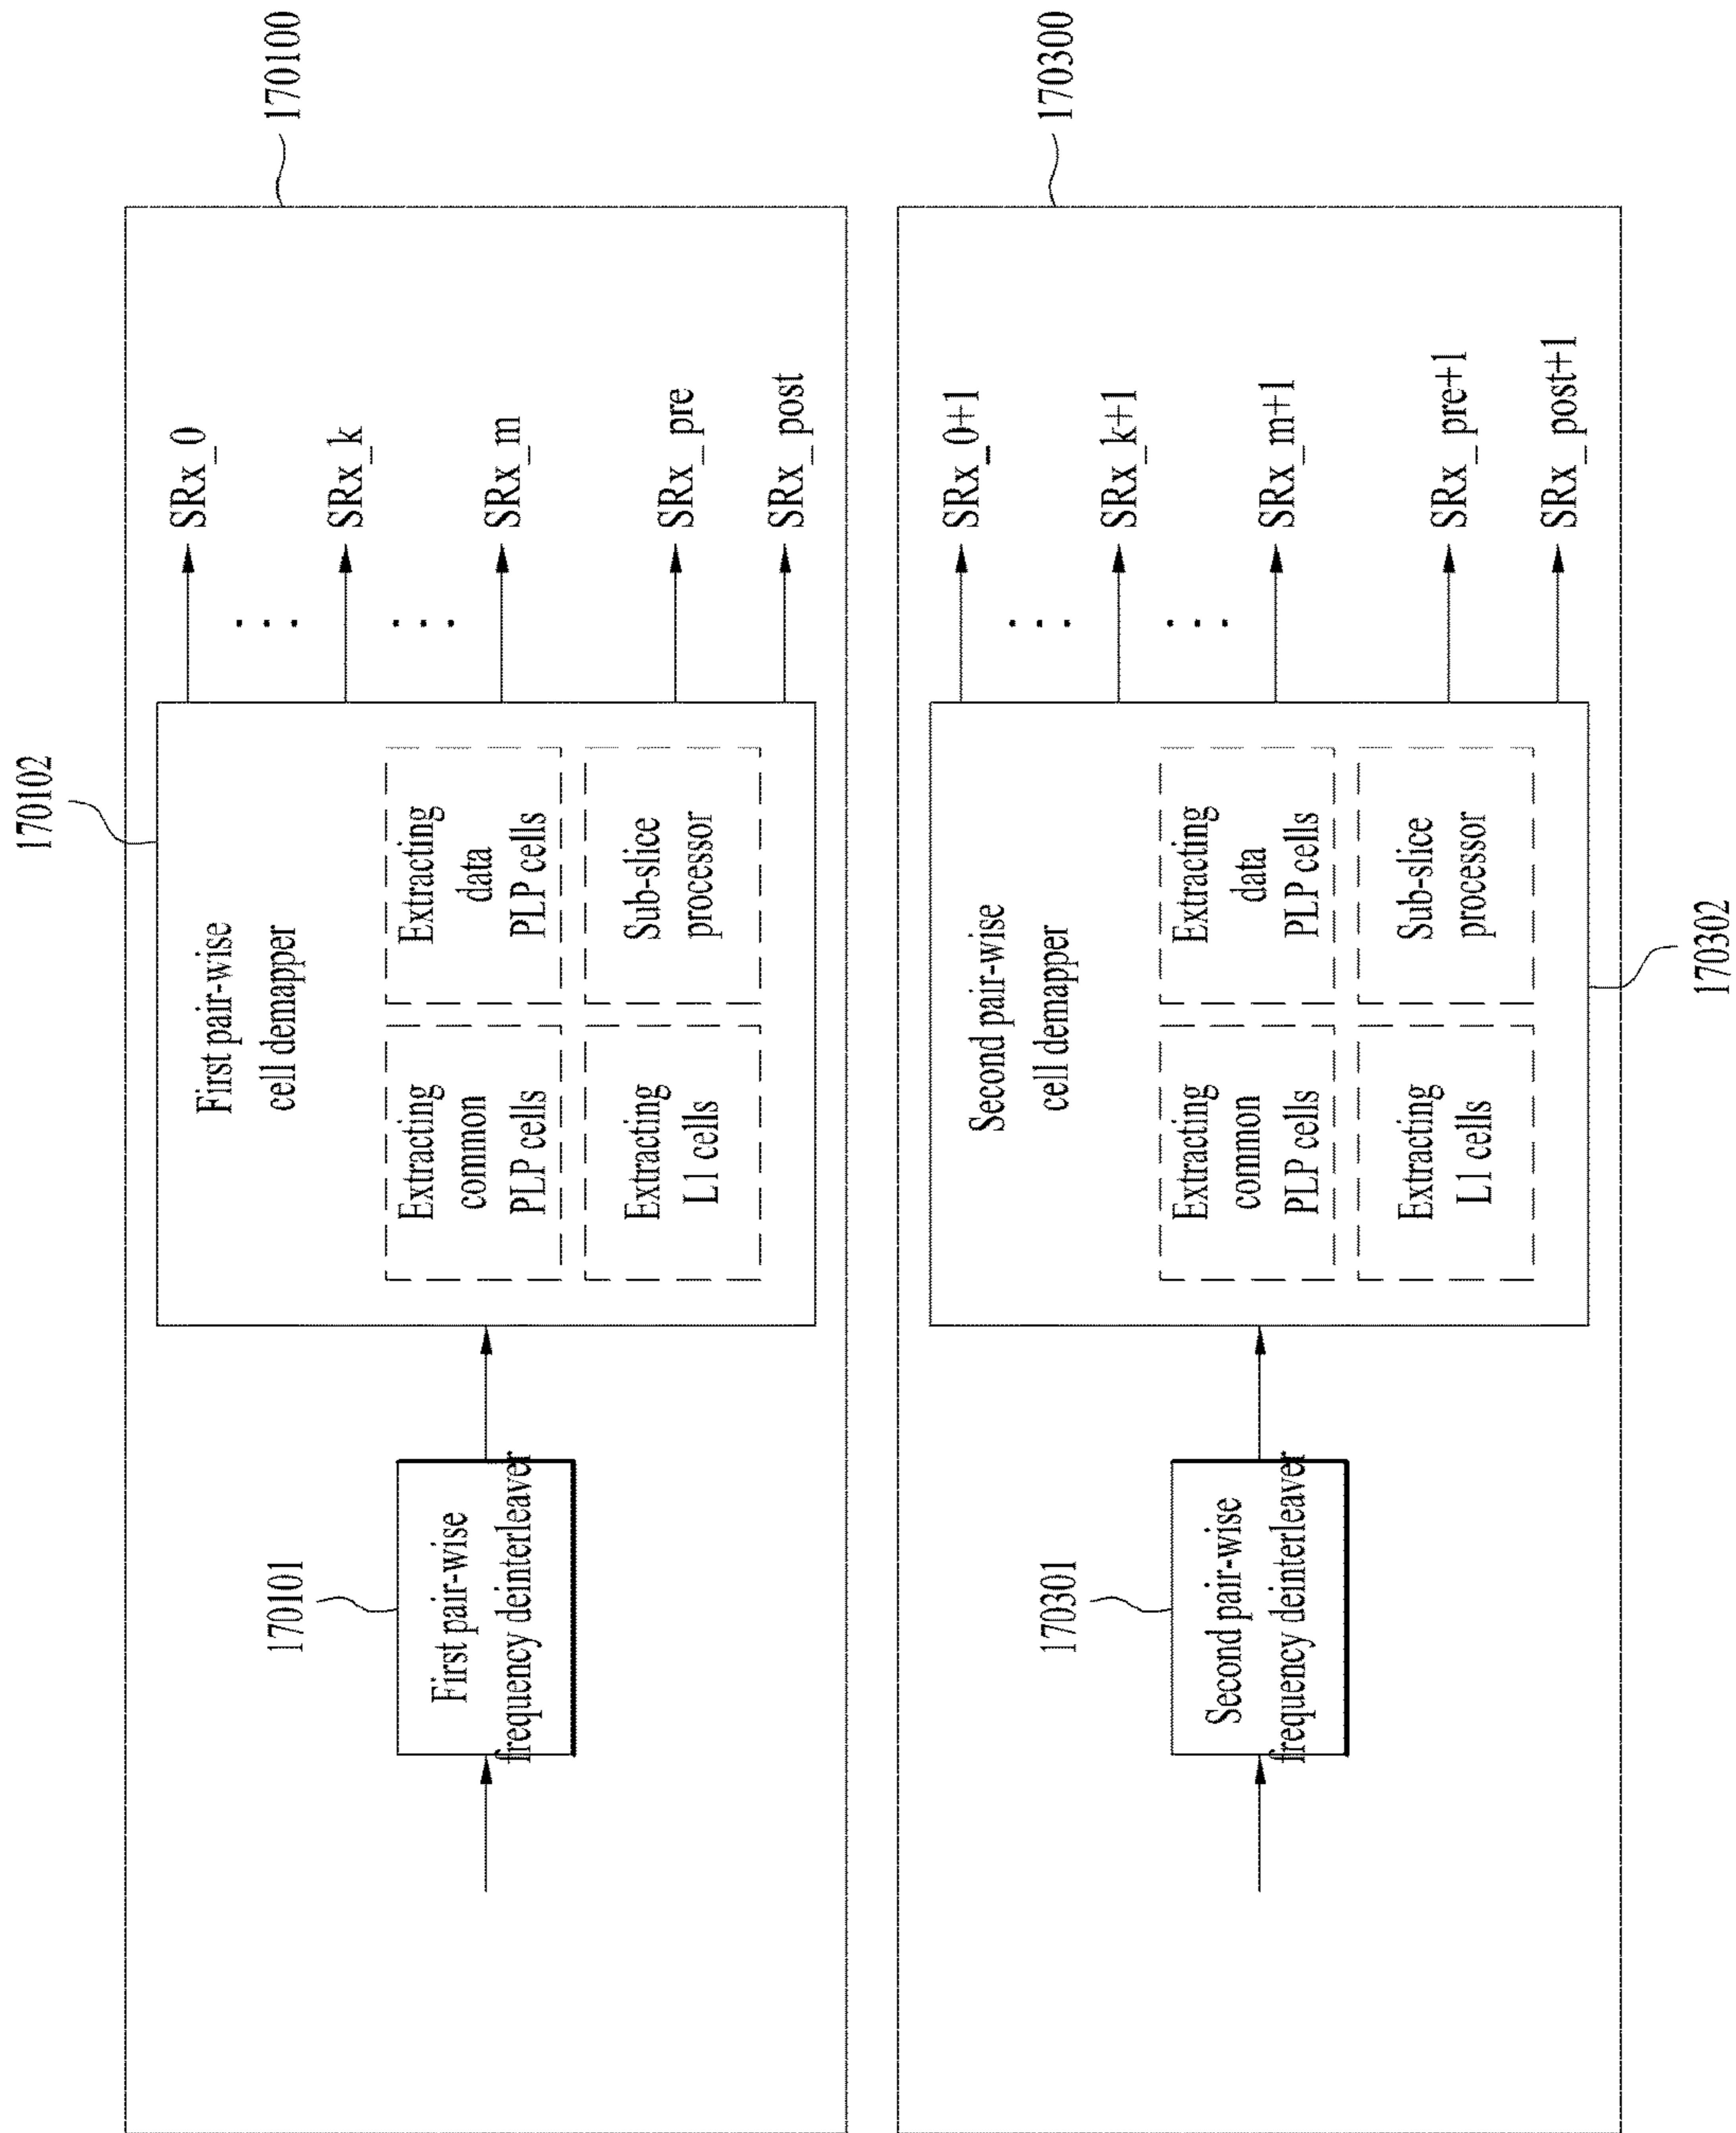 170100
170102
First pair-wise
cell demapper
Extracting
common
PLP cells
Extracting
data
PLP cells
Extracting
L1 cells
Sub-slice
processor
170101
First pair-wise
frequency deinterleaver
SRx_0
...
SRx_k
...
SRx_m
SRx_pre
SRx_post
170300
Second pair-wise
cell demapper
Extracting
common
PLP cells
Extracting
data
PLP cells
Extracting
L1 cells
Sub-slice
processor
170302
170301
Second pair-wise
frequency deinterleaver
SRx_0+1
...
SRx_k+1
...
SRx_m+1
SRx_pre+1
SRx_post+1